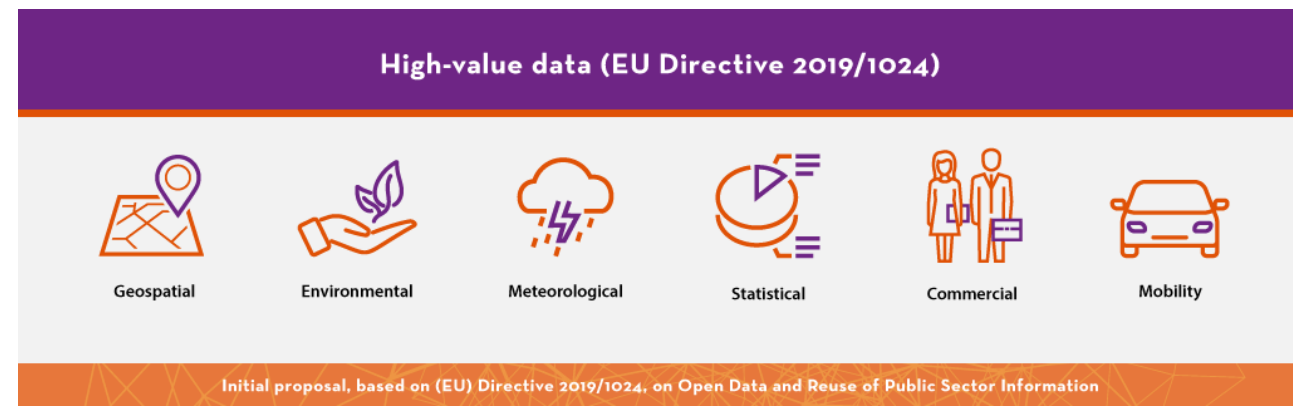 High-value data (EU Directive 2019/1024)
Geospatial
Environmental
Meteorological
Statistical
Commercial
Mobility
Initial proposal, based on (EU) Directive 2019/1024, on Open Data and Reuse of Public Sector Information